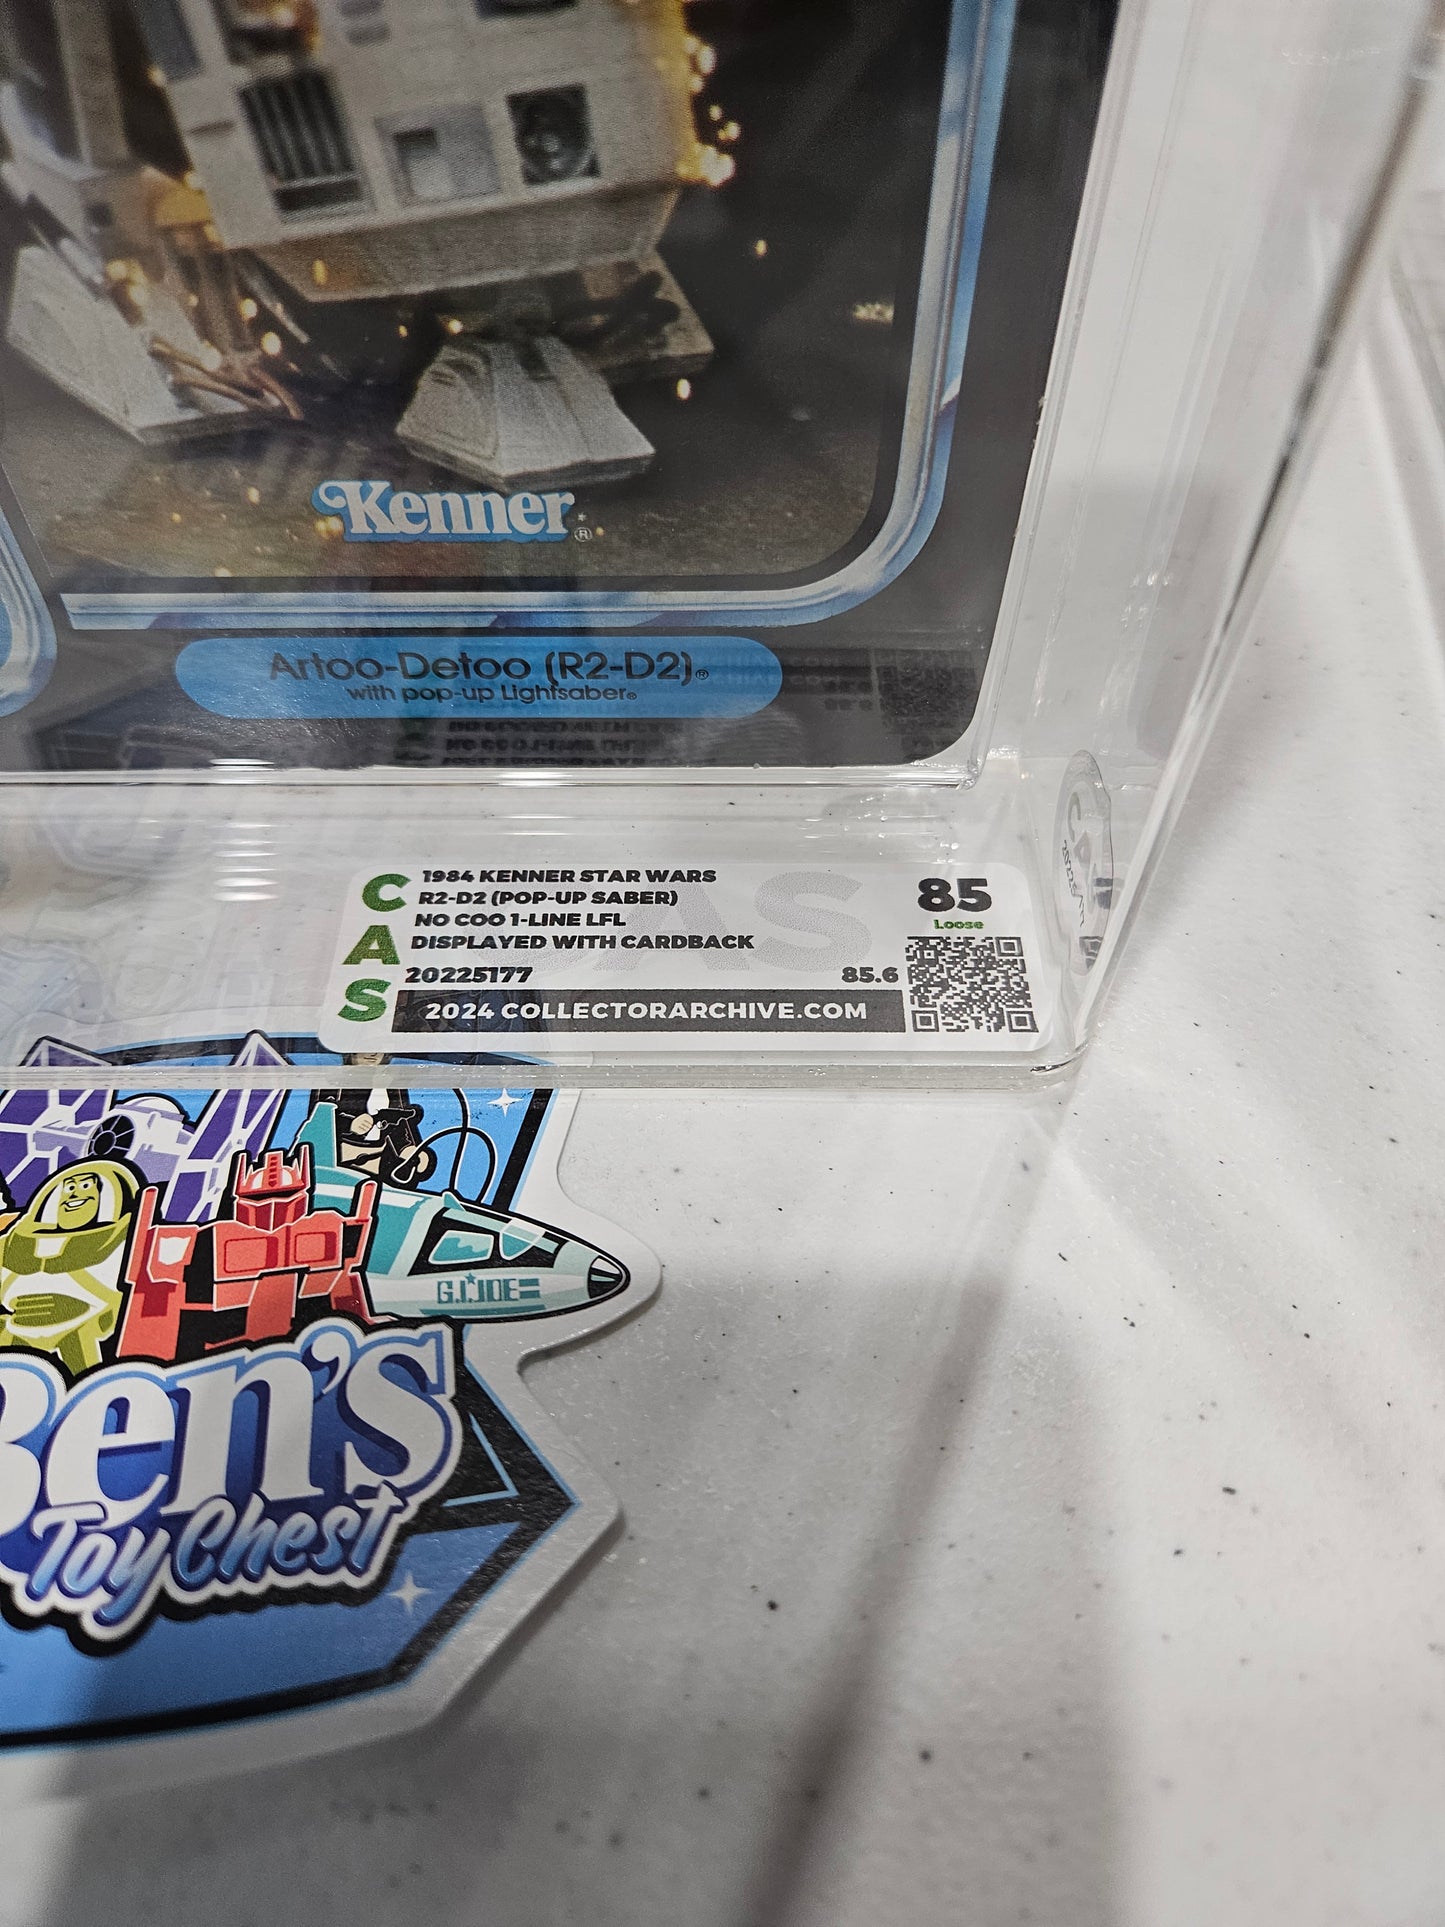 Kenner®
Artoo-Detoo (R2-D2)®
with pop-up Lightsaber®
CAS
1984 KENNER STAR WARS
R2-D2 (POP-UP SABER)
NO COO 1-LINE LFL
DISPLAYED WITH CARDBACK
20225177
85
Loose
85.6
2024 COLLECTORARCHIVE.COM
G.I. JOE
Ben's
Toy Chest